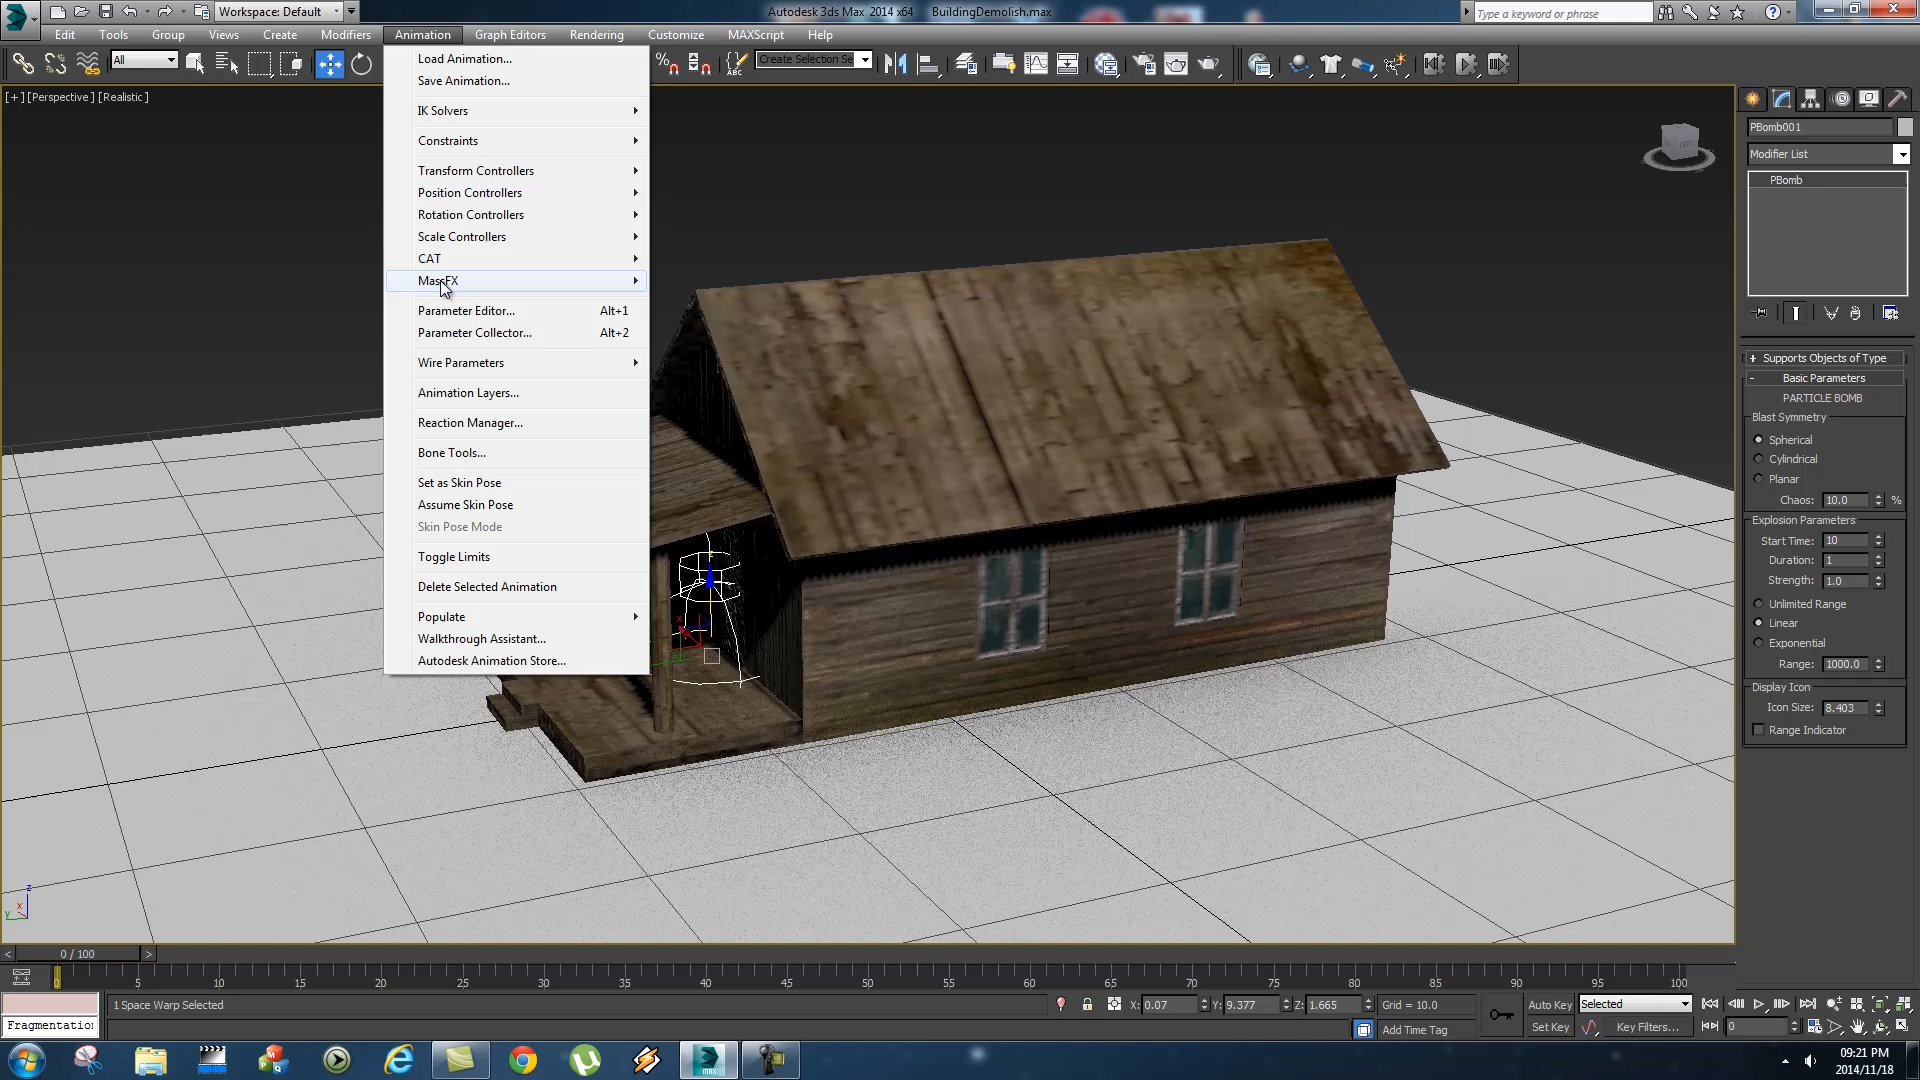 Workspace: Default
Autodesk 3ds Max 2014 x64 BuildingDemolish.max
Type a keyword or phrase
Edit Tools Group Views Create Modifiers Animation Graph Editors Rendering Customize MAXScript Help
All
Create Selection Se
[+] [Perspective ] [Realistic ]
Load Animation...
Save Animation...
IK Solvers
Constraints
Transform Controllers
Position Controllers
Rotation Controllers
Scale Controllers
CAT
MassFX
Parameter Editor... Alt+1
Parameter Collector... Alt+2
Wire Parameters
Animation Layers...
Reaction Manager...
Bone Tools...
Set as Skin Pose
Assume Skin Pose
Skin Pose Mode
Toggle Limits
Delete Selected Animation
Populate
Walkthrough Assistant...
Autodesk Animation Store...
LEFT
PBomb001
Modifier List
PBomb
+ Supports Objects of Type
- Basic Parameters
PARTICLE BOMB
Blast Symmetry
Spherical
Cylindrical
Planar
Chaos: 10.0 %
Explosion Parameters
Start Time: 10
Duration: 1
Strength: 1.0
Unlimited Range
Linear
Exponential
Range: 1000.0
Display Icon
Icon Size: 8.403
Range Indicator
z
x
y
z
x
< 0 / 100 >
0 5 10 15 20 25 30 35 40 45 50 55 60 65 70 75 80 85 90 95 100
1 Space Warp Selected
X: 0.07 Y: 9.377 Z: 1.665 Grid = 10.0
Auto Key Selected
Fragmentation
Add Time Tag
Set Key Key Filters...
0
MAX
09:21 PM
2014/11/18